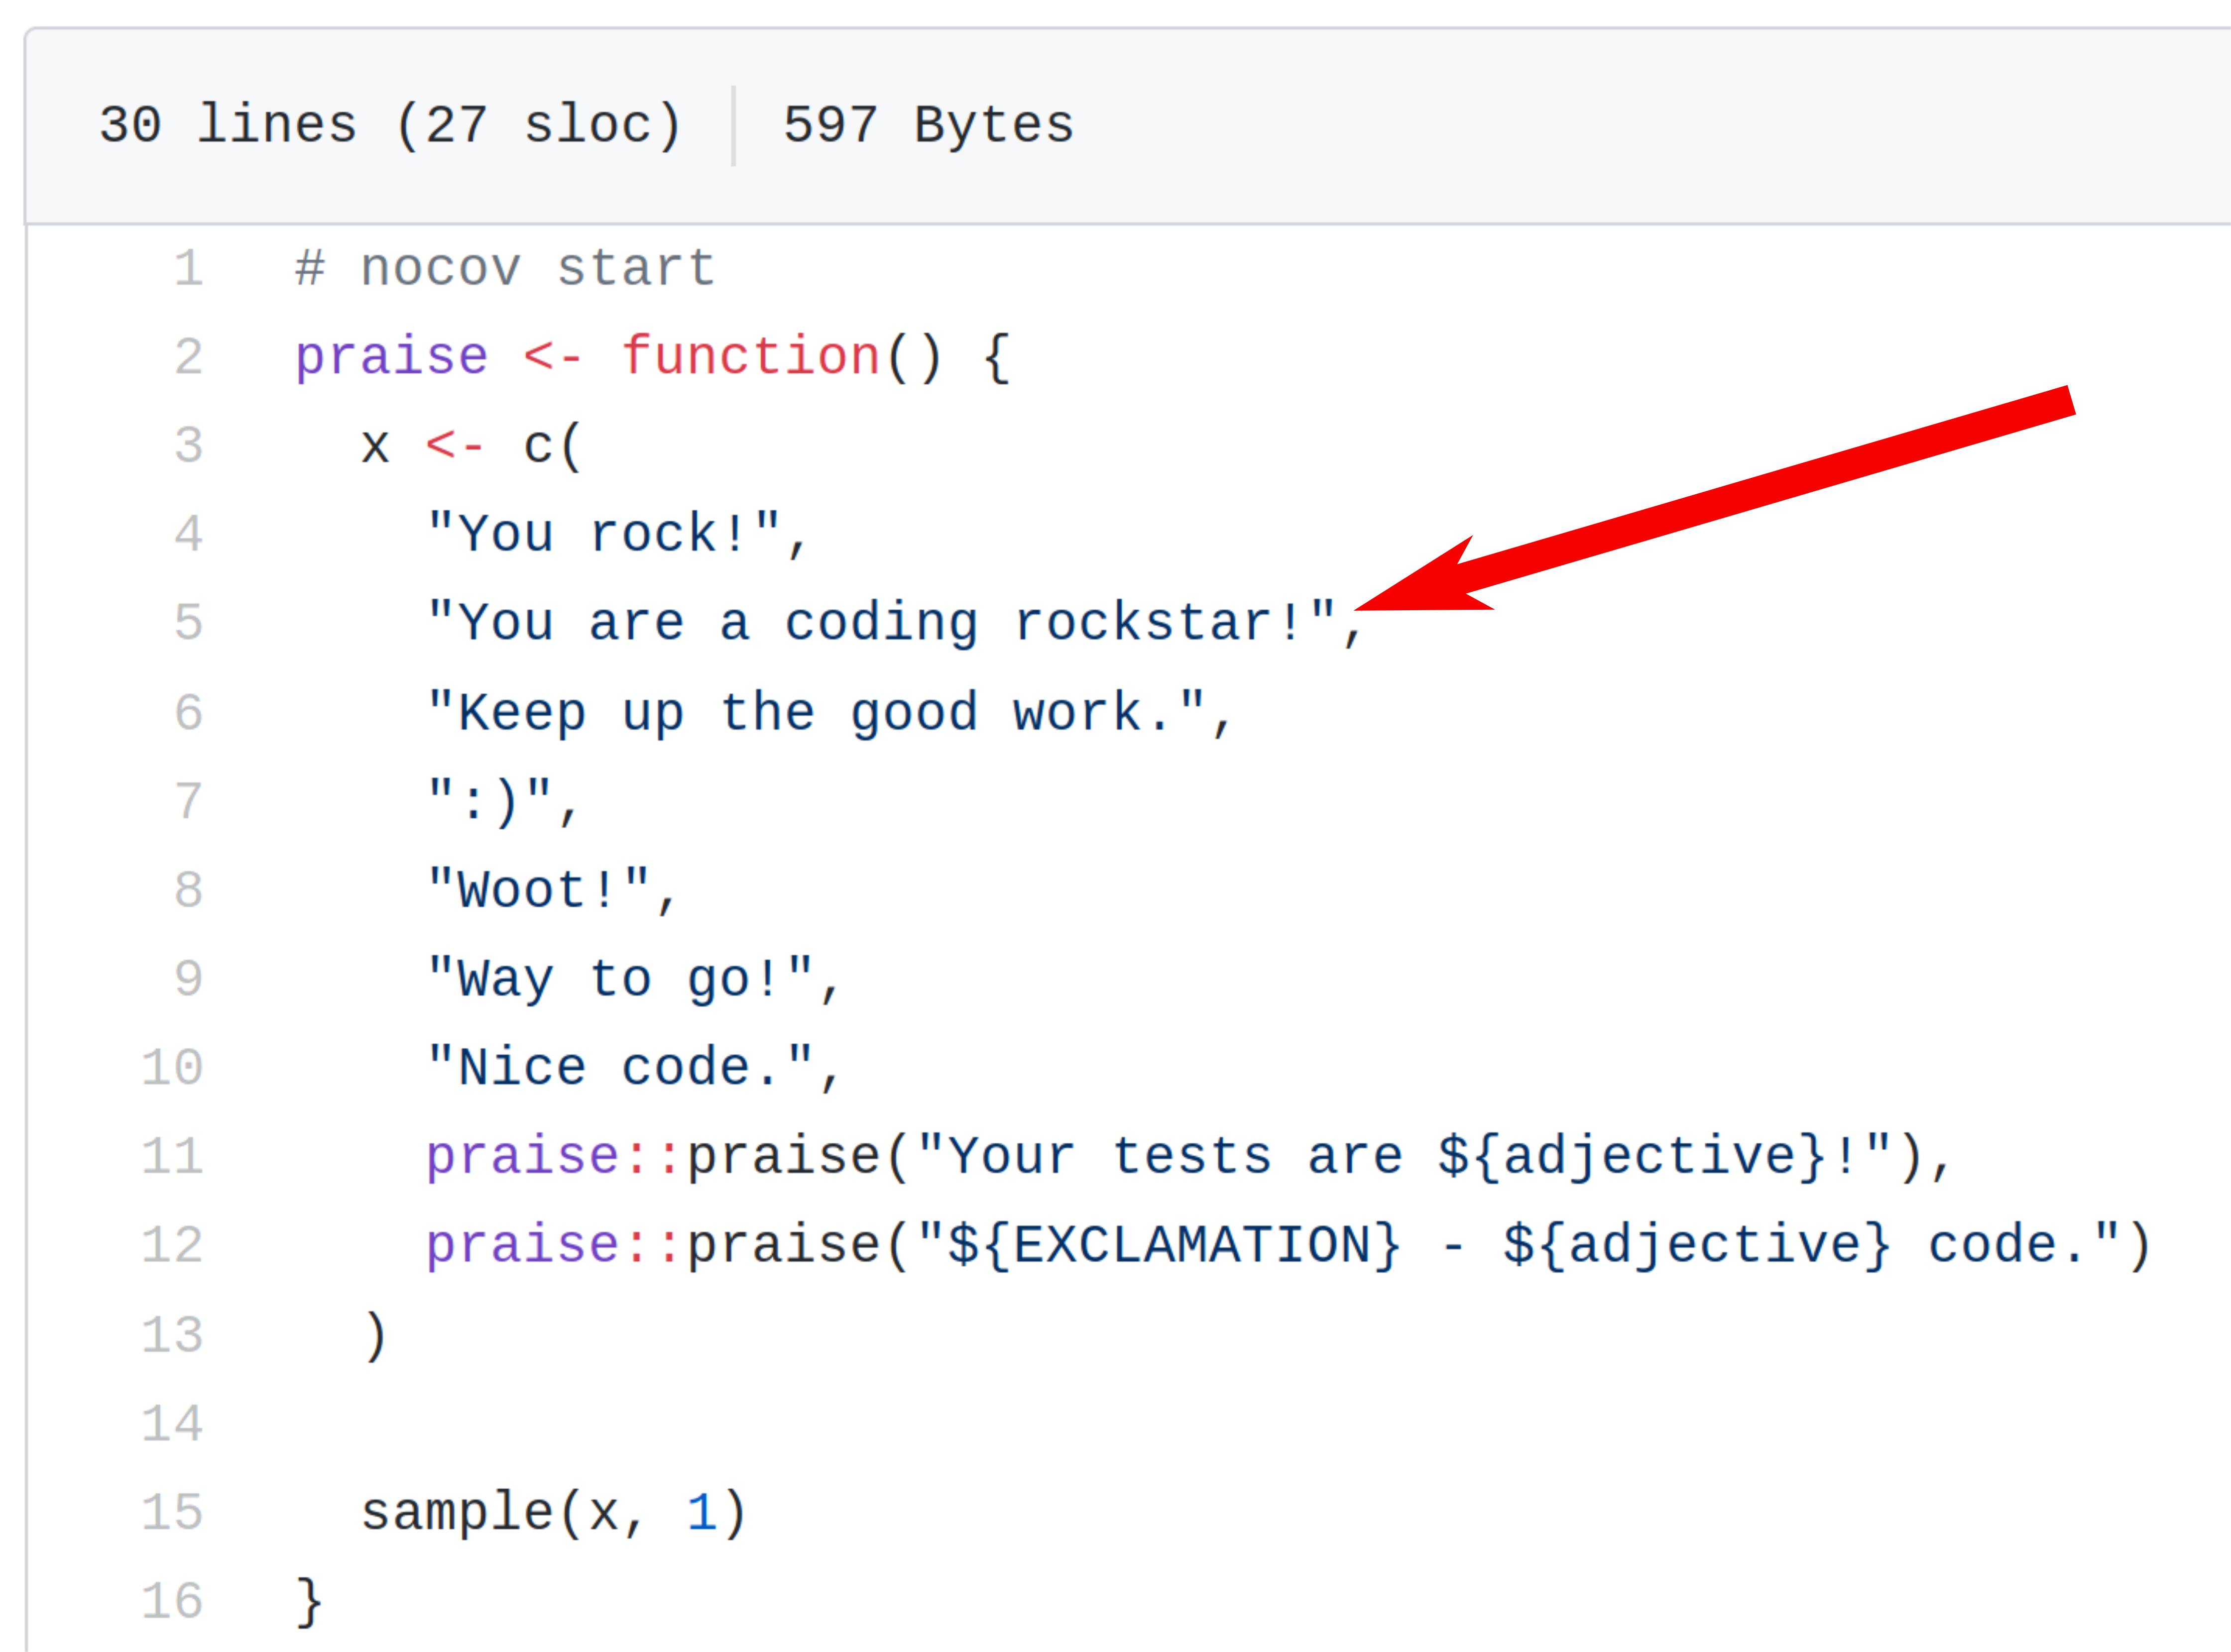 30 lines (27 sloc) | 597 Bytes
1 # nocov start
2 praise <- function() {
3   x <- c(
4     "You rock!",
5     "You are a coding rockstar!",
6     "Keep up the good work.",
7     ":)",
8     "Woot!",
9     "Way to go!",
10     "Nice code.",
11     praise::praise("Your tests are ${adjective}!"),
12     praise::praise("${EXCLAMATION} - ${adjective} code.")
13   )
14
15   sample(x, 1)
16 }